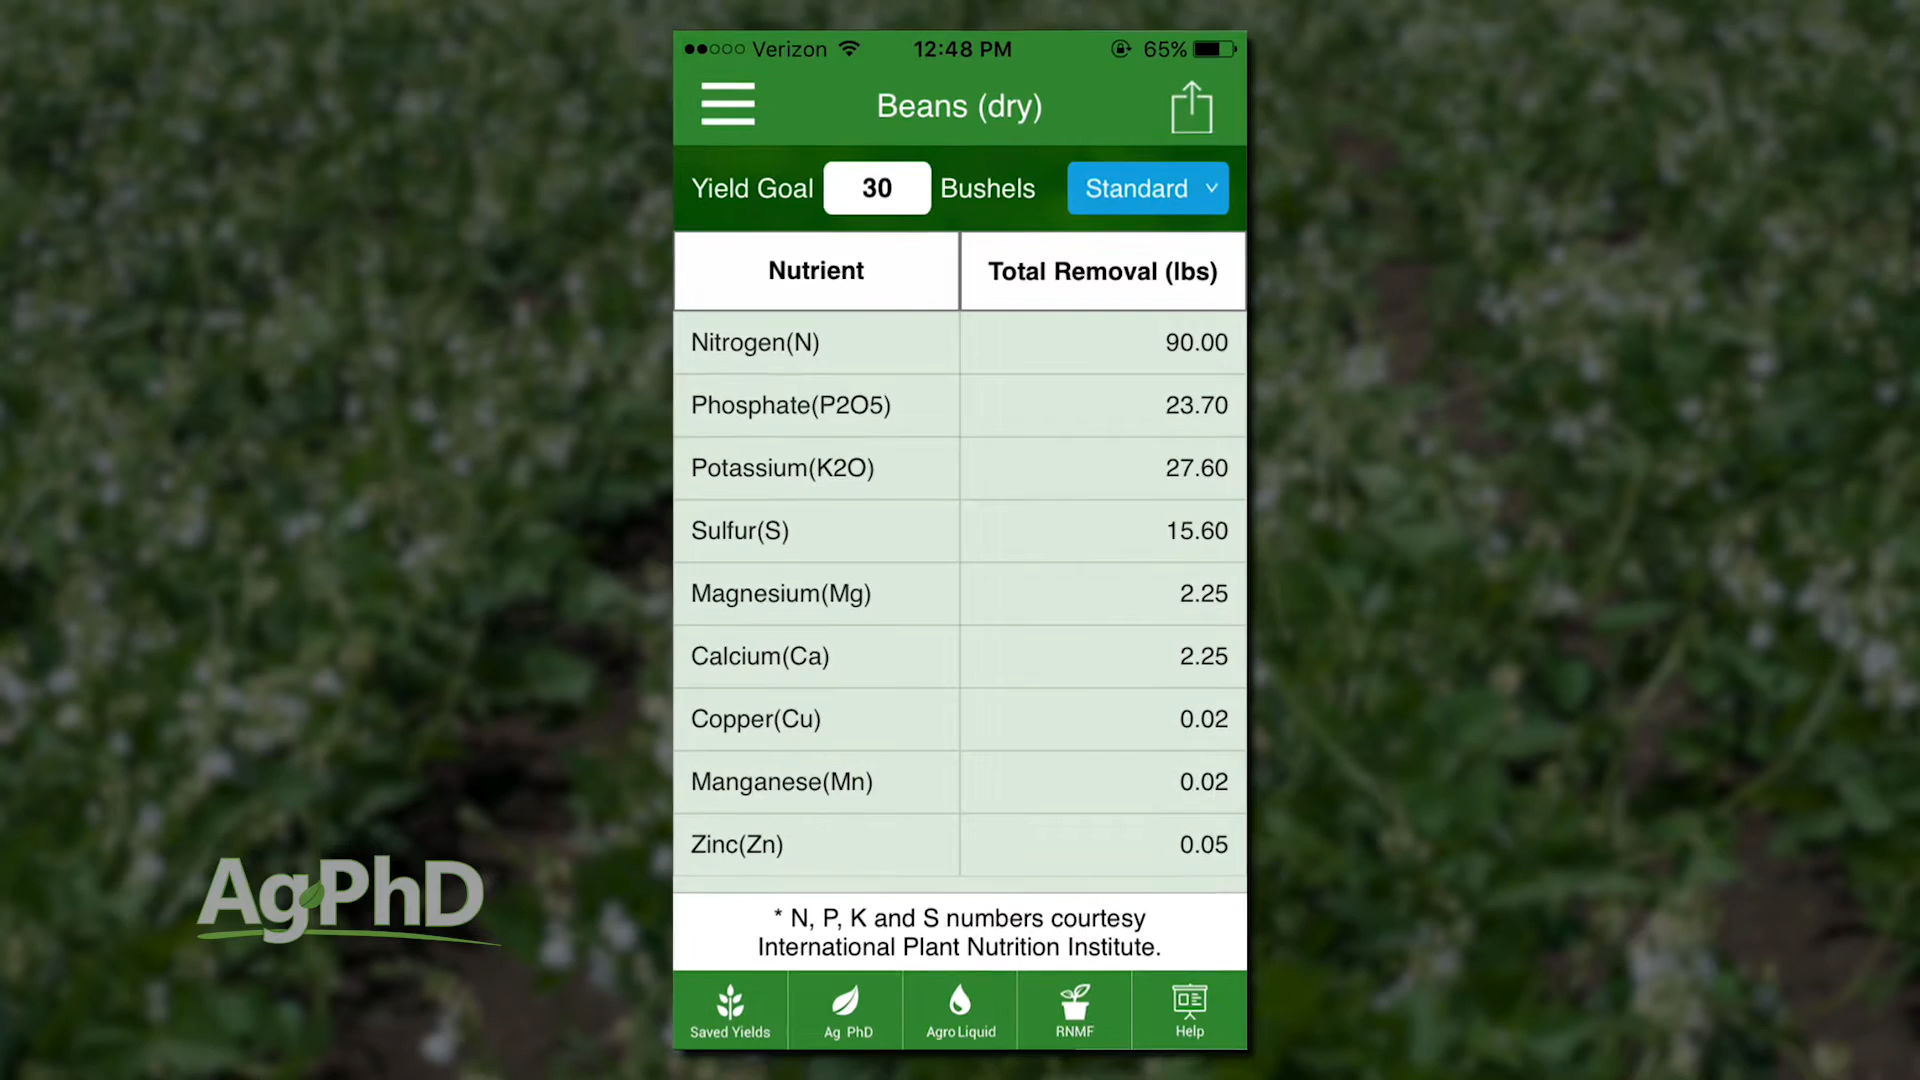 Verizon 12:48 PM 65%
Beans (dry)
Yield Goal 30 Bushels Standard
Nutrient Total Removal (lbs)
Nitrogen(N) 90.00
Phosphate(P2O5) 23.70
Potassium(K2O) 27.60
Sulfur(S) 15.60
Magnesium(Mg) 2.25
Calcium(Ca) 2.25
Copper(Cu) 0.02
Manganese(Mn) 0.02
Zinc(Zn) 0.05
* N, P, K and S numbers courtesy
International Plant Nutrition Institute.
Saved Yields Ag PhD Agro Liquid RNMF Help
AgPhD